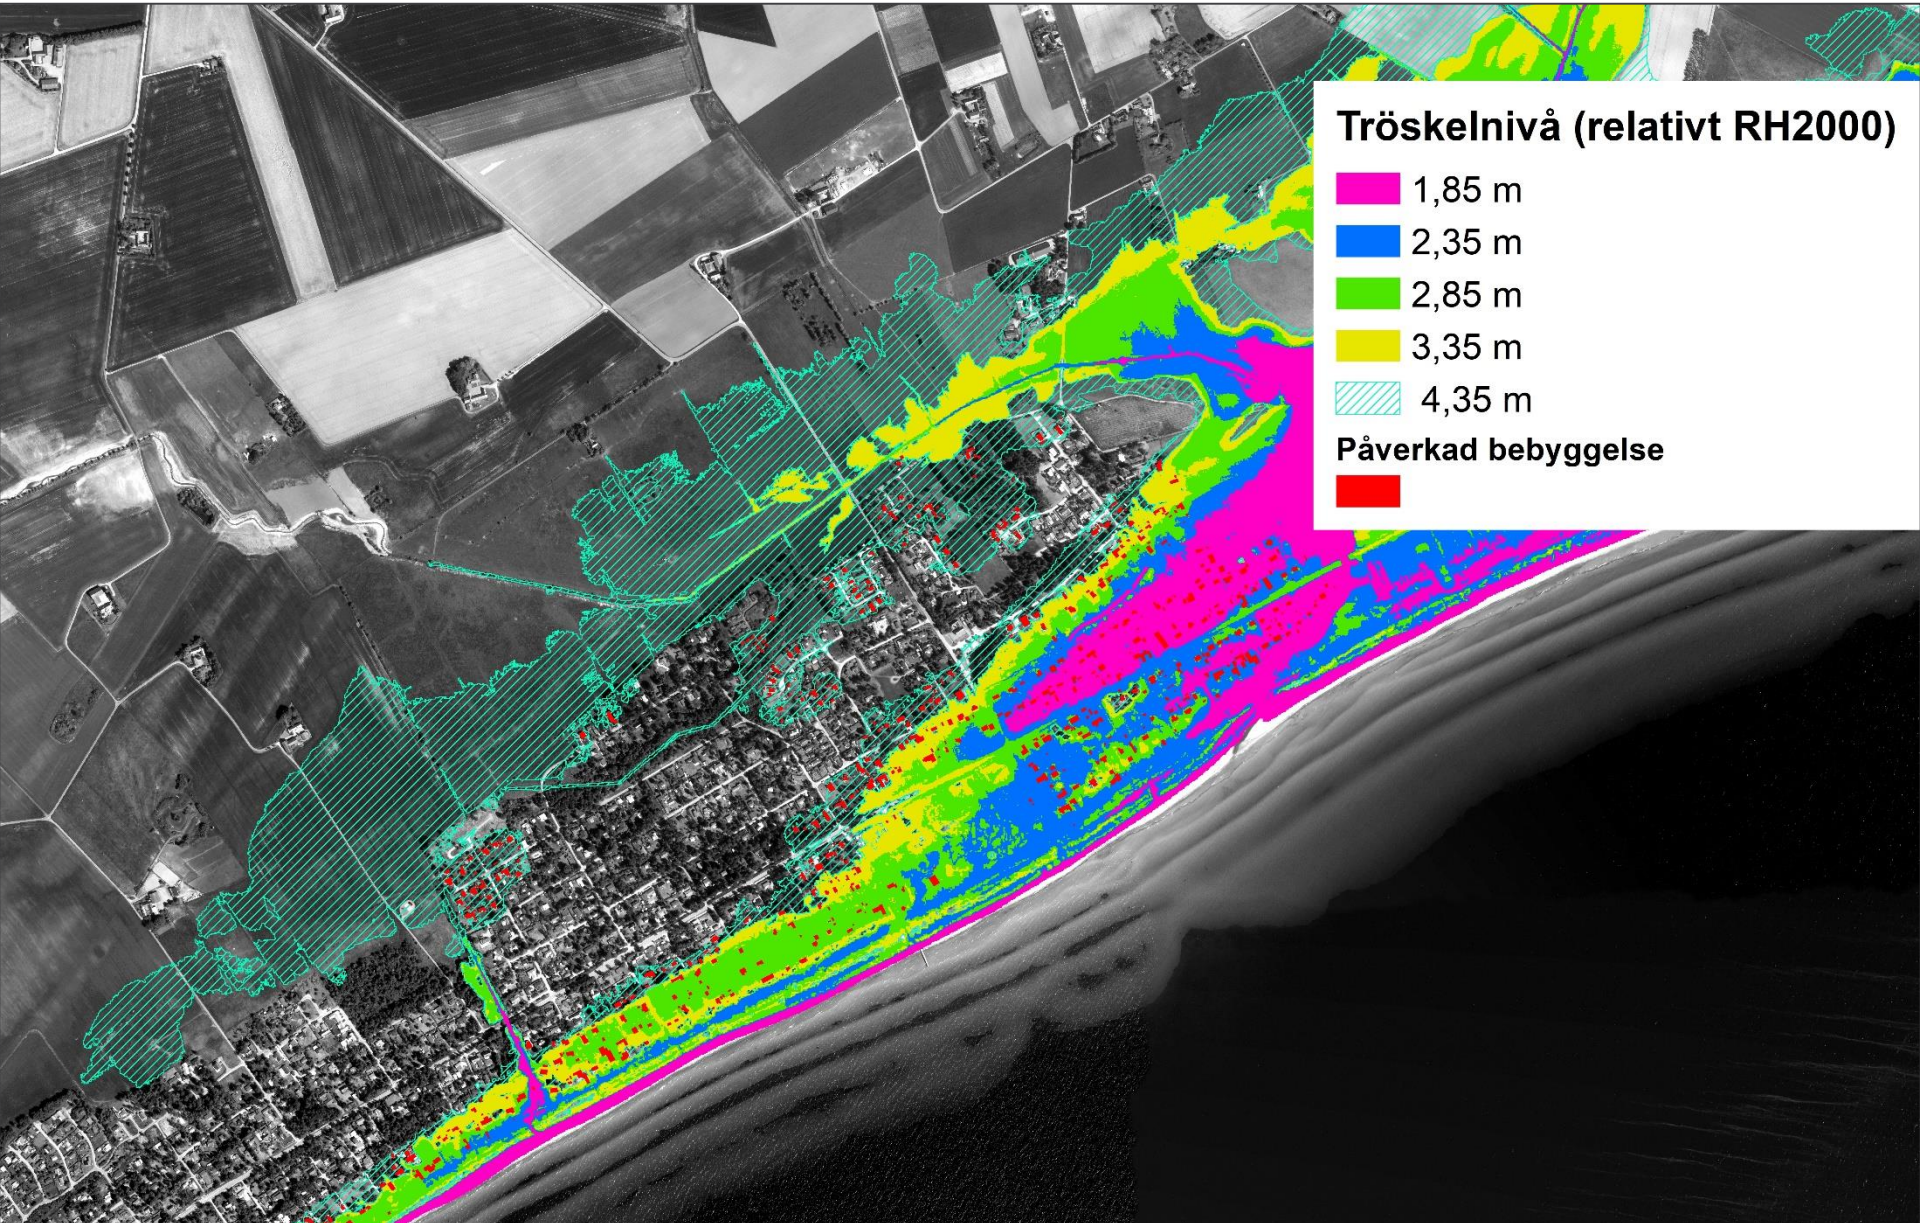 Tröskelnivå (relativt RH2000)
1,85 m
2,35 m
2,85 m
3,35 m
4,35 m
Påverkad bebyggelse